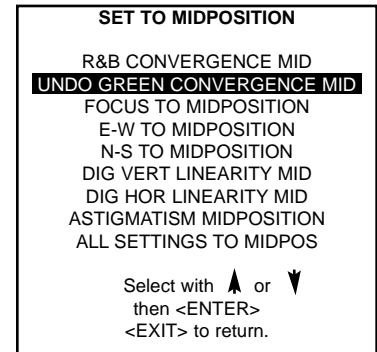 SET TO MIDPOSITION
R&B CONVERGENCE MID
UNDO GREEN CONVERGENCE MID
FOCUS TO MIDPOSITION
E-W TO MIDPOSITION
N-S TO MIDPOSITION
DIG VERT LINEARITY MID
DIG HOR LINEARITY MID
ASTIGMATISM MIDPOSITION
ALL SETTINGS TO MIDPOS
Select with or
then <ENTER>
<EXIT> to return.